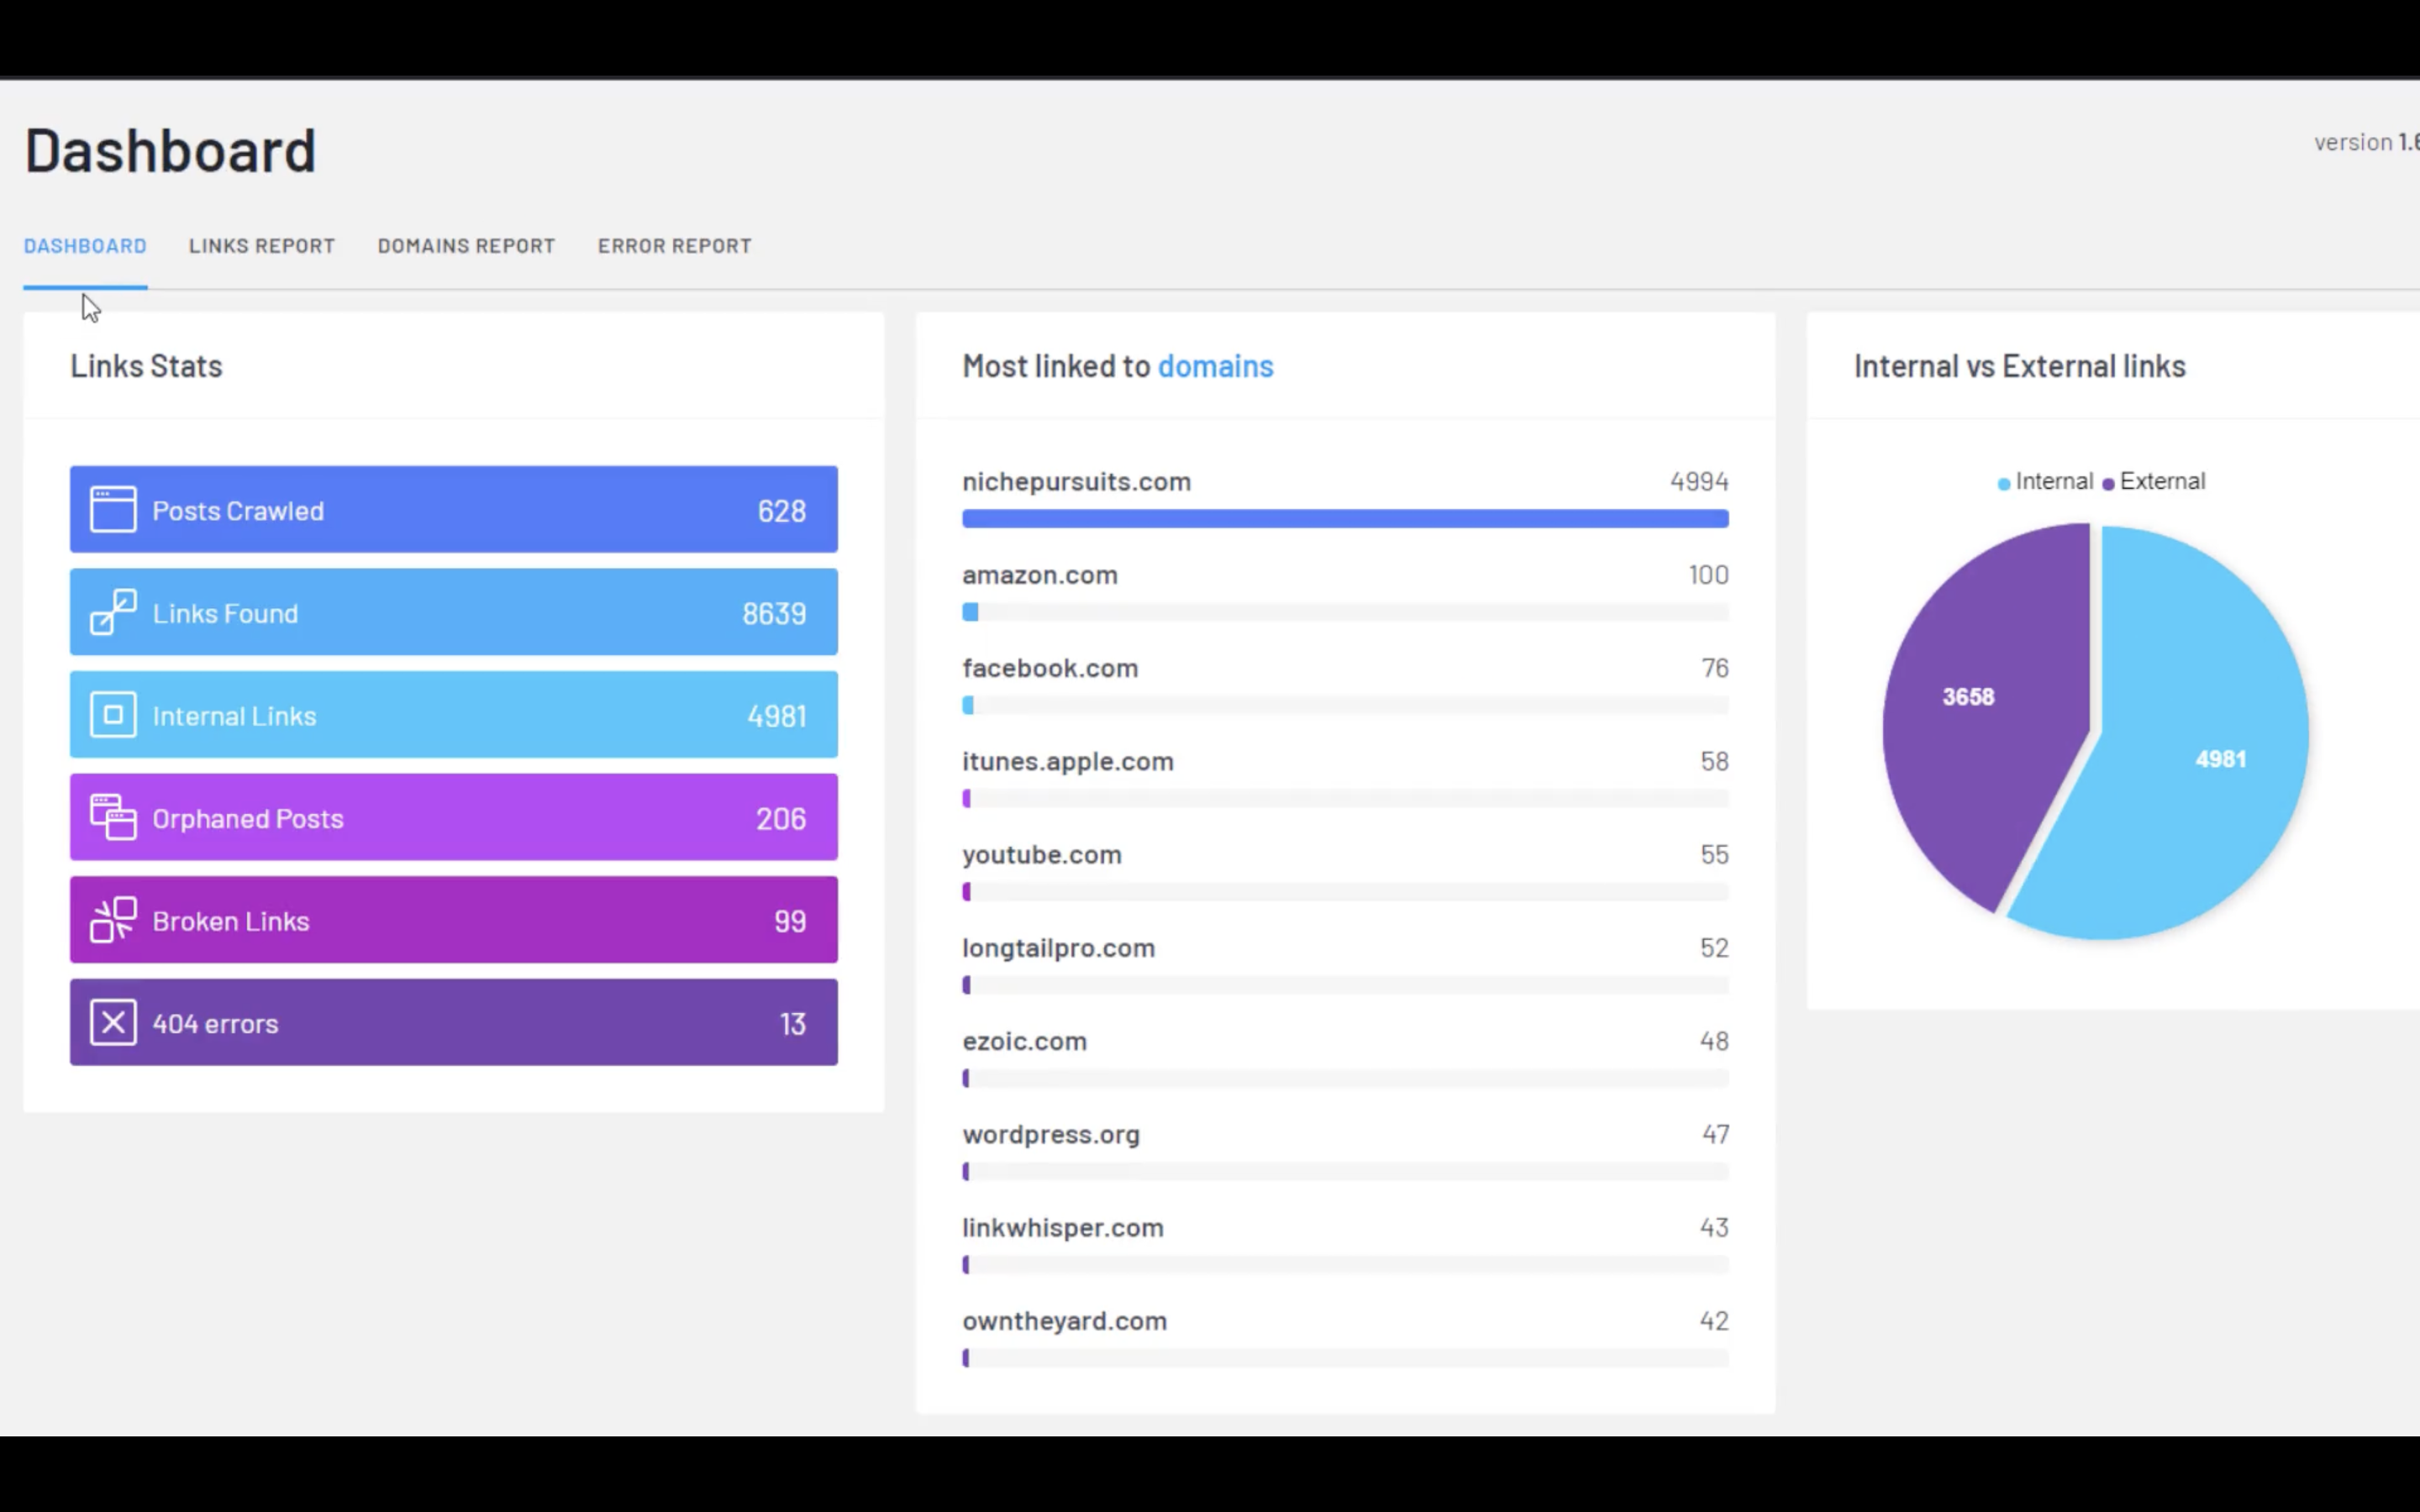 Dashboard
version 1.6
DASHBOARD LINKS REPORT DOMAINS REPORT ERROR REPORT
Links Stats
Posts Crawled 628
Links Found 8639
Internal Links 4981
Orphaned Posts 206
Broken Links 99
404 errors 13
Most linked to domains
nichepursuits.com 4994
amazon.com 100
facebook.com 76
itunes.apple.com 58
youtube.com 55
longtailpro.com 52
ezoic.com 48
wordpress.org 47
linkwhisper.com 43
owntheyard.com 42
Internal vs External links
Internal External
3658
4981